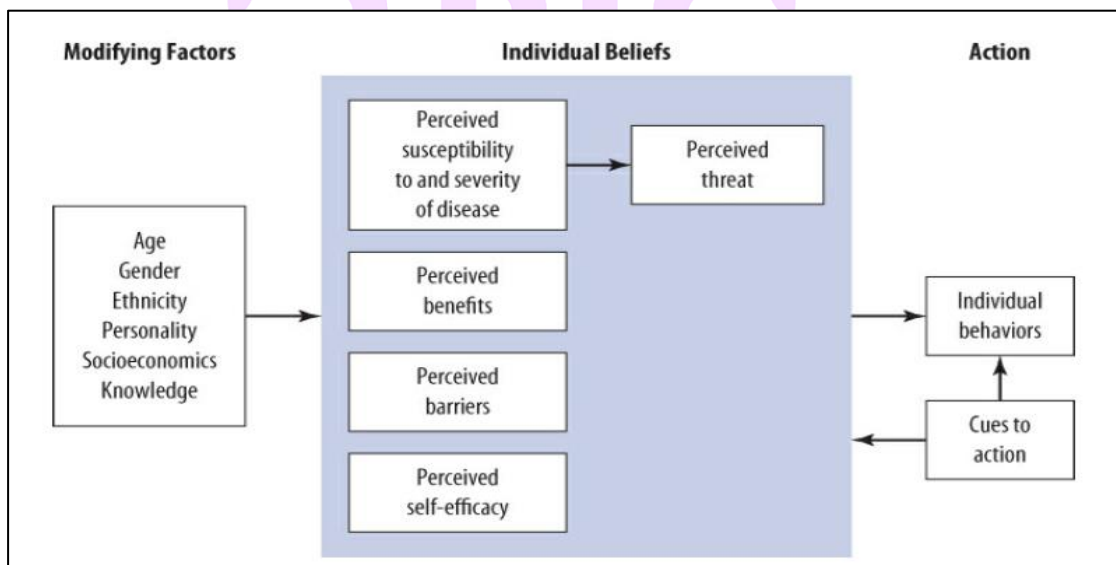 Modifying Factors
Individual Beliefs
Action
Age
Gender
Ethnicity
Personality
Socioeconomics
Knowledge
Perceived
susceptibility
to and severity
of disease
Perceived
threat
Perceived
benefits
Perceived
barriers
Perceived
self-efficacy
Individual
behaviors
Cues to
action